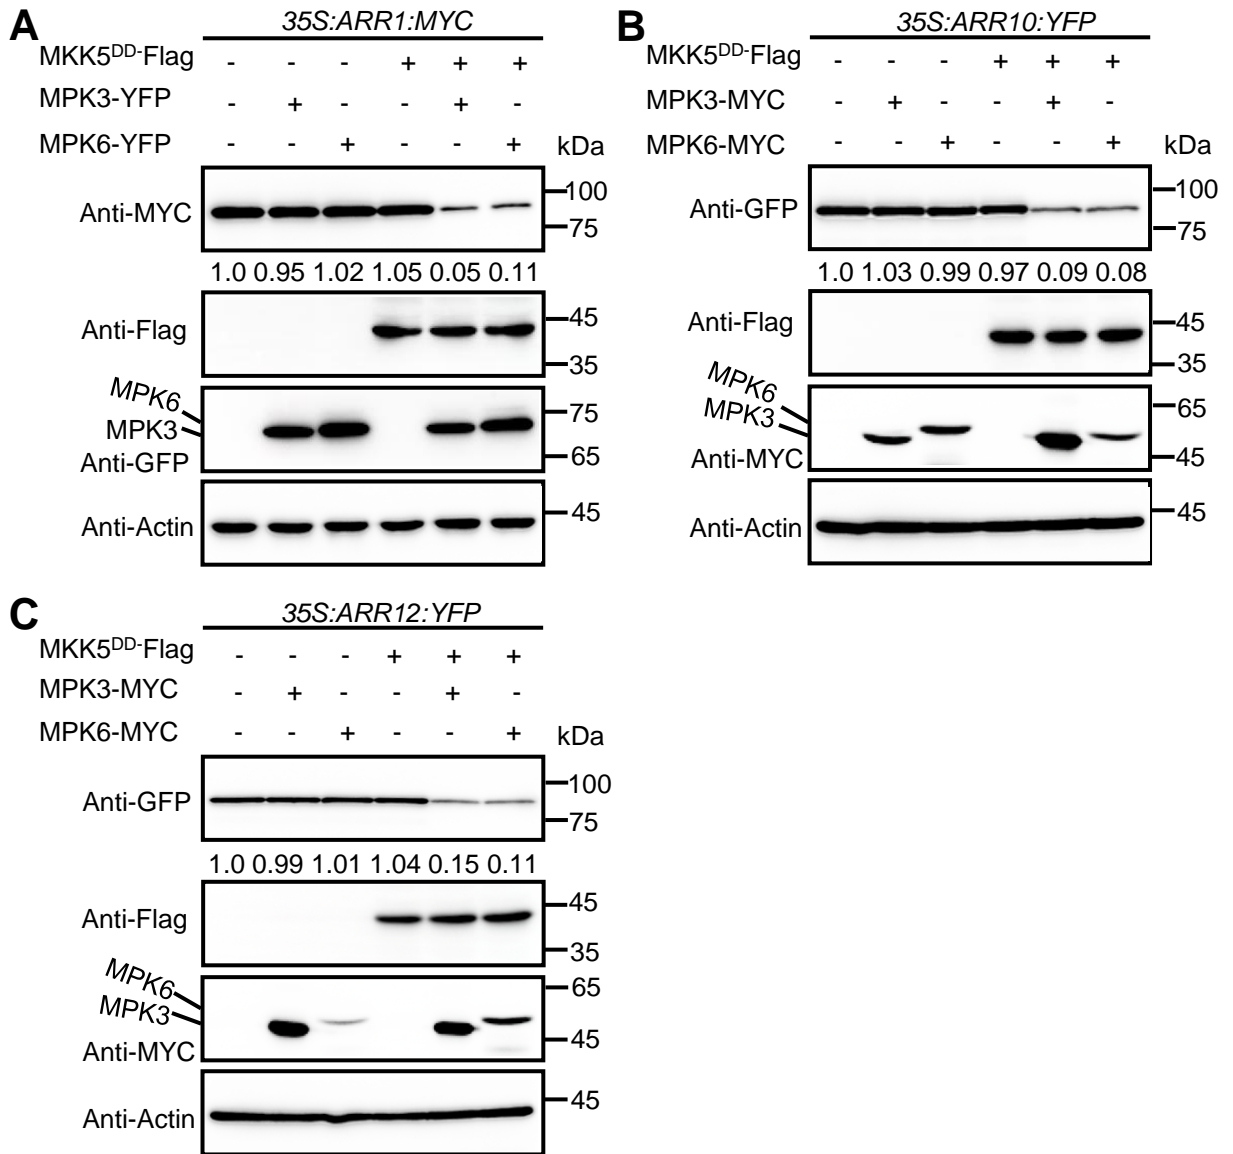 A
35S:ARR1:MYC
MKK5DD-Flag - - - + + +
MPK3-YFP - + - - + -
MPK6-YFP - - + - - + kDa
Anti-MYC 100
75
1.0 0.95 1.02 1.05 0.05 0.11
Anti-Flag 45
35
MPK6
MPK3
Anti-GFP 75
65
Anti-Actin 45
B
35S:ARR10:YFP
MKK5DD-Flag - - - + + +
MPK3-MYC - + - - + -
MPK6-MYC - - + - - + kDa
Anti-GFP 100
75
1.0 1.03 0.99 0.97 0.09 0.08
Anti-Flag 45
35
MPK6
MPK3
Anti-MYC 65
45
Anti-Actin 45
C
35S:ARR12:YFP
MKK5DD-Flag - - - + + +
MPK3-MYC - + - - + -
MPK6-MYC - - + - - + kDa
Anti-GFP 100
75
1.0 0.99 1.01 1.04 0.15 0.11
Anti-Flag 45
35
MPK6
MPK3
Anti-MYC 65
45
Anti-Actin 45